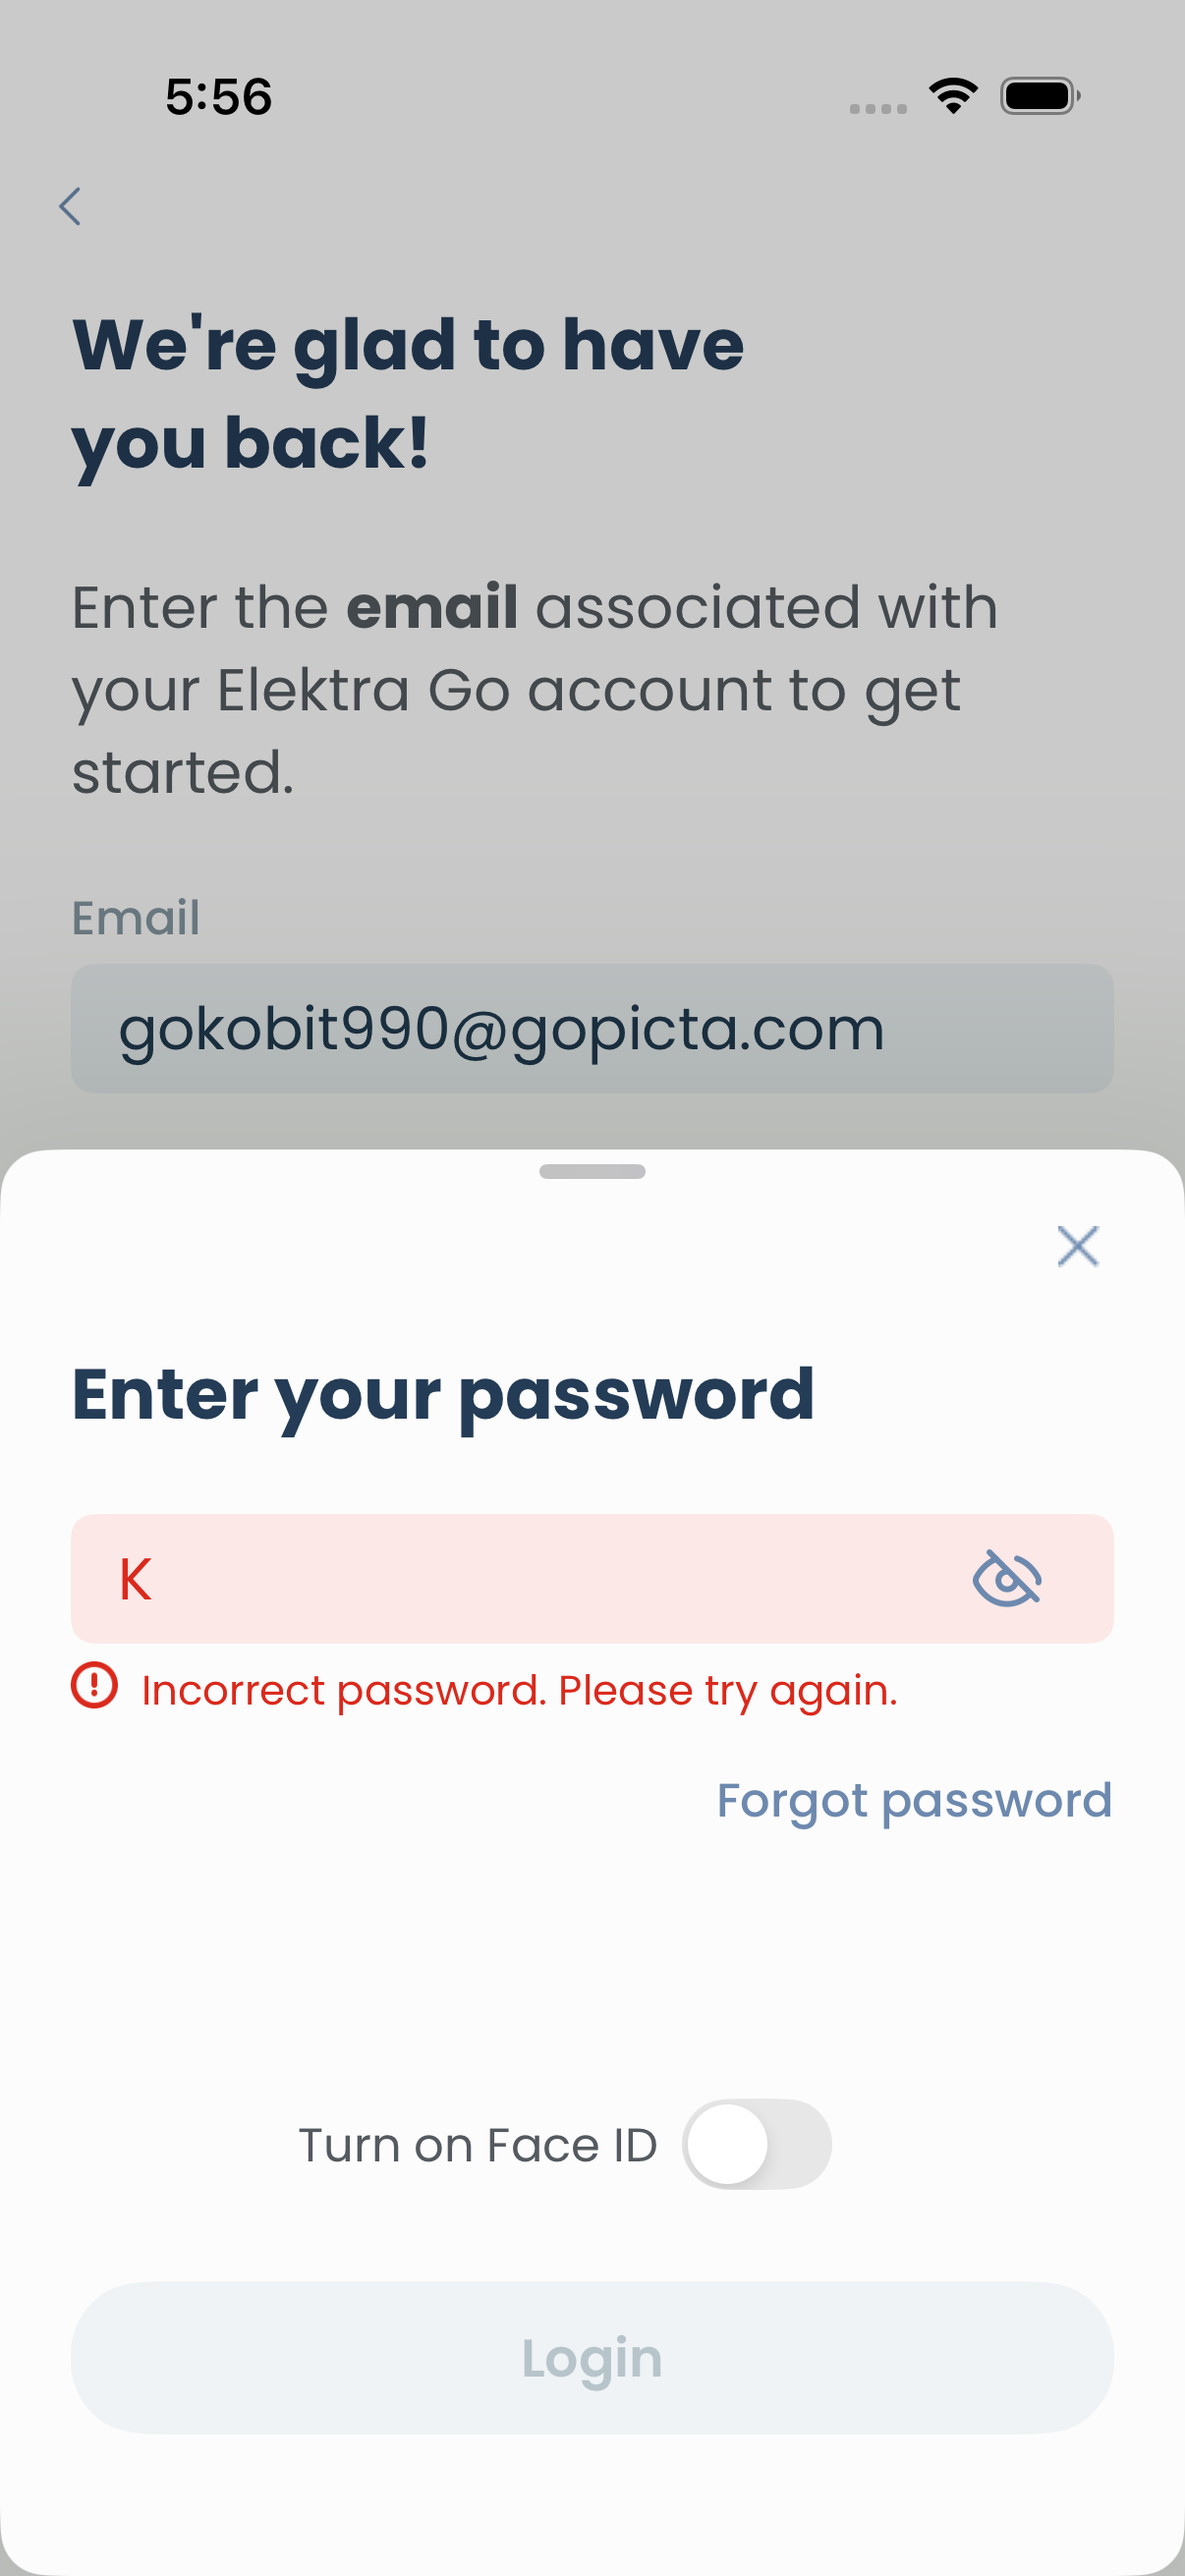 5:56
We're glad to have
you back!
Enter the email associated with
your Elektra Go account to get
started.
Email
gokobit990@gopicta.com
Enter your password
K
Incorrect password. Please try again.
Forgot password
Turn on Face ID
Login